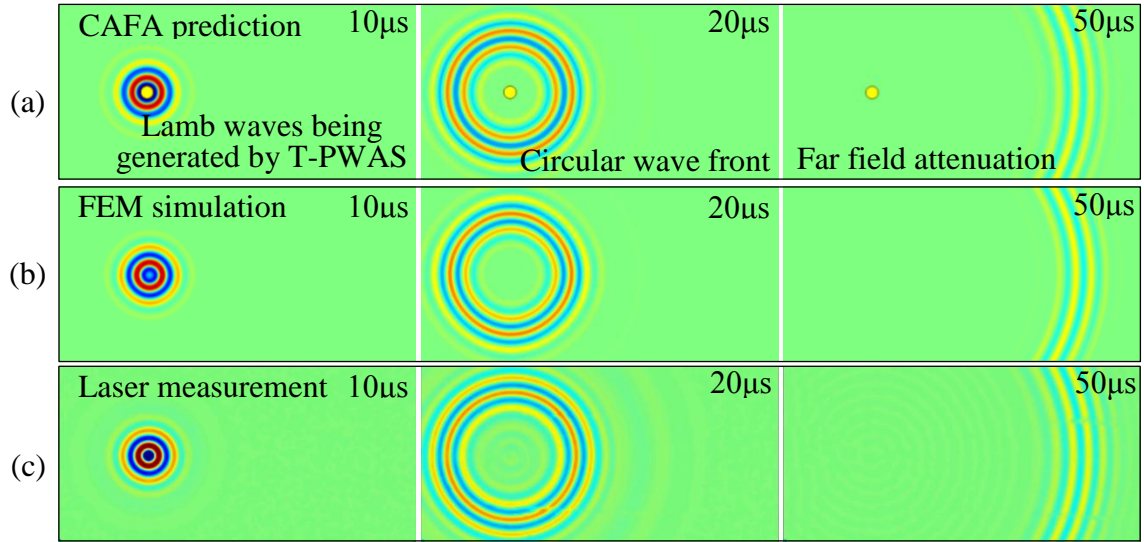 CAFA prediction 10μs 20μs 50μs
(a)
Lamb waves being
generated by T-PWAS
Circular wave front
Far field attenuation
FEM simulation 10μs 20μs 50μs
(b)
Laser measurement 10μs 20μs 50μs
(c)